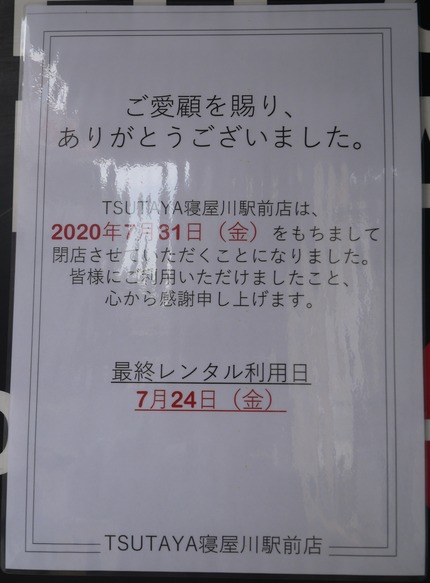 ご愛顧を賜り、
ありがとうございました。
TSUTAYA寝屋川駅前店は、
2020年7月31日（金）をもちまして
閉店させていただくことになりました。
皆様にご利用いただけましたこと、
心から感謝申し上げます。
最終レンタル利用日
7月24日（金）
TSUTAYA寝屋川駅前店